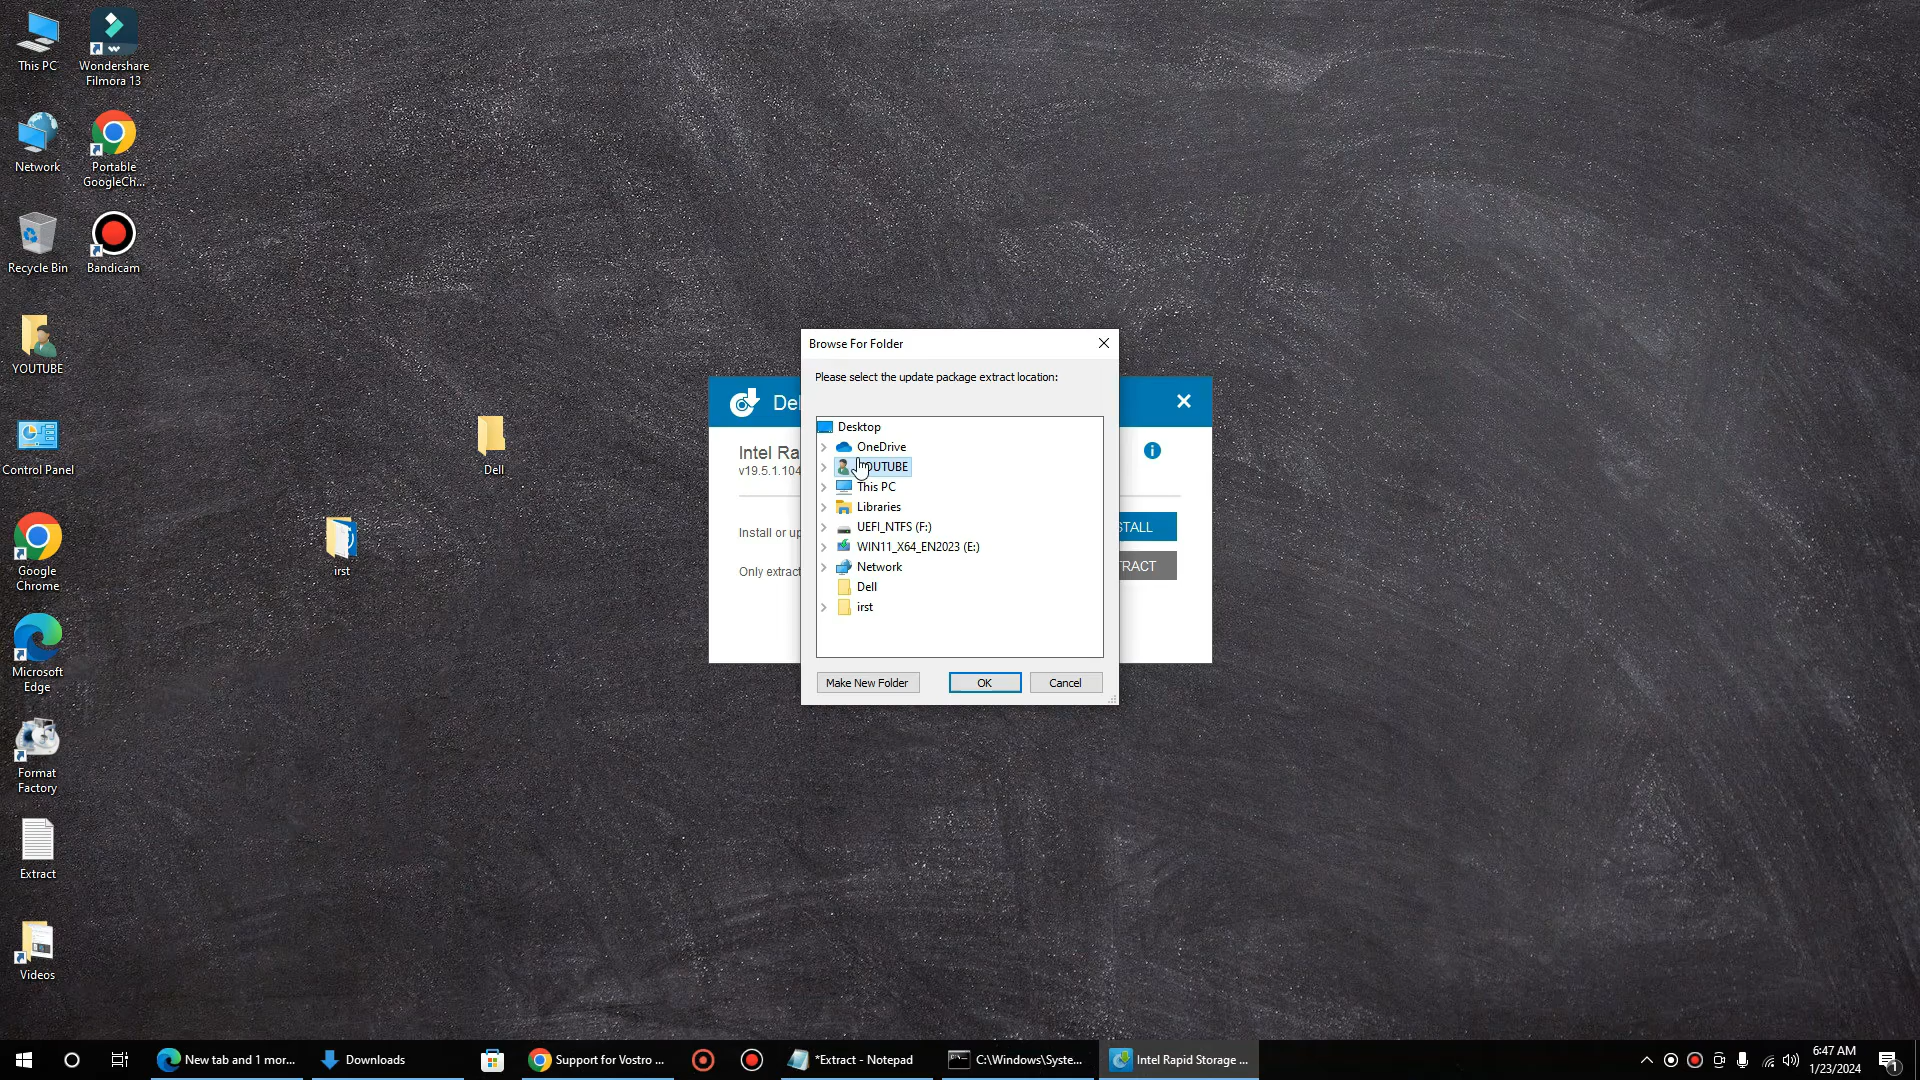 This PC
Wondershare
Filmora 13
Network
Portable
GoogleCh...
Recycle Bin
Bandicam
YOUTUBE
Control Panel
Google
Chrome
Microsoft
Edge
Format
Factory
Extract
Videos
Dell
irst
Del
Intel Ra
v19.5.1.104
Install or up
Only extract
STALL
RACT
Browse For Folder
Please select the update package extract location:
Desktop
OneDrive
YOUTUBE
This PC
Libraries
UEFI_NTFS (F:)
WIN11_X64_EN2023 (E:)
Network
Dell
irst
Make New Folder
OK
Cancel
New tab and 1 mor...
Downloads
Support for Vostro ...
*Extract - Notepad
C:\Windows\Syste...
Intel Rapid Storage ...
6:47 AM
1/23/2024
1